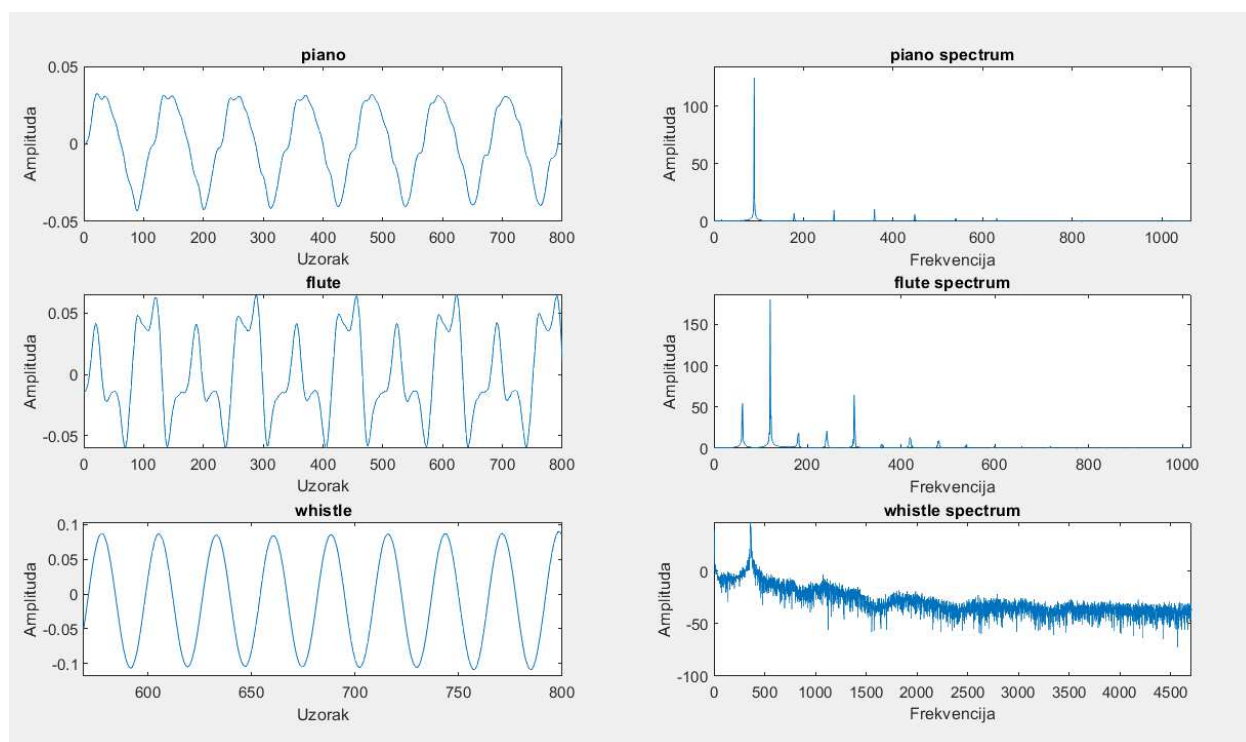 piano
0.05
0
-0.05
Amplituda
0 100 200 300 400 500 600 700 800
Uzorak
piano spectrum
100
50
0
Amplituda
0 200 400 600 800 1000
Frekvencija
flute
0.05
0
-0.05
Amplituda
0 100 200 300 400 500 600 700 800
Uzorak
flute spectrum
150
100
50
0
Amplituda
0 200 400 600 800 1000
Frekvencija
whistle
0.1
0.05
0
-0.05
-0.1
Amplituda
600 650 700 750 800
Uzorak
whistle spectrum
0
-50
-100
Amplituda
0 500 1000 1500 2000 2500 3000 3500 4000 4500
Frekvencija